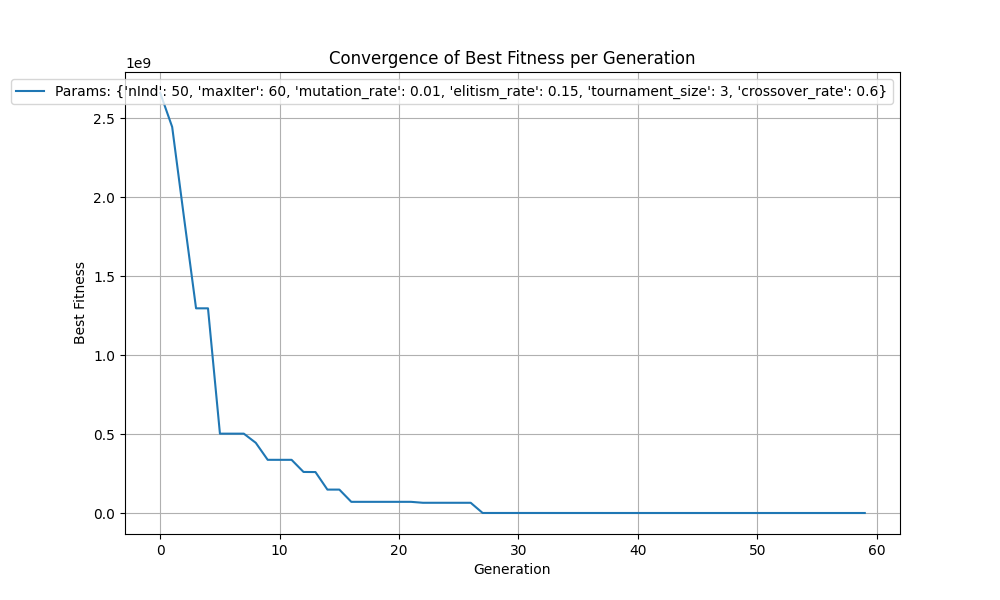 Convergence of Best Fitness per Generation
1e9
Params: {'nInd': 50, 'maxIter': 60, 'mutation_rate': 0.01, 'elitism_rate': 0.15, 'tournament_size': 3, 'crossover_rate': 0.6}
2.5
2.0
1.5
1.0
0.5
0.0
Best Fitness
0 10 20 30 40 50 60
Generation